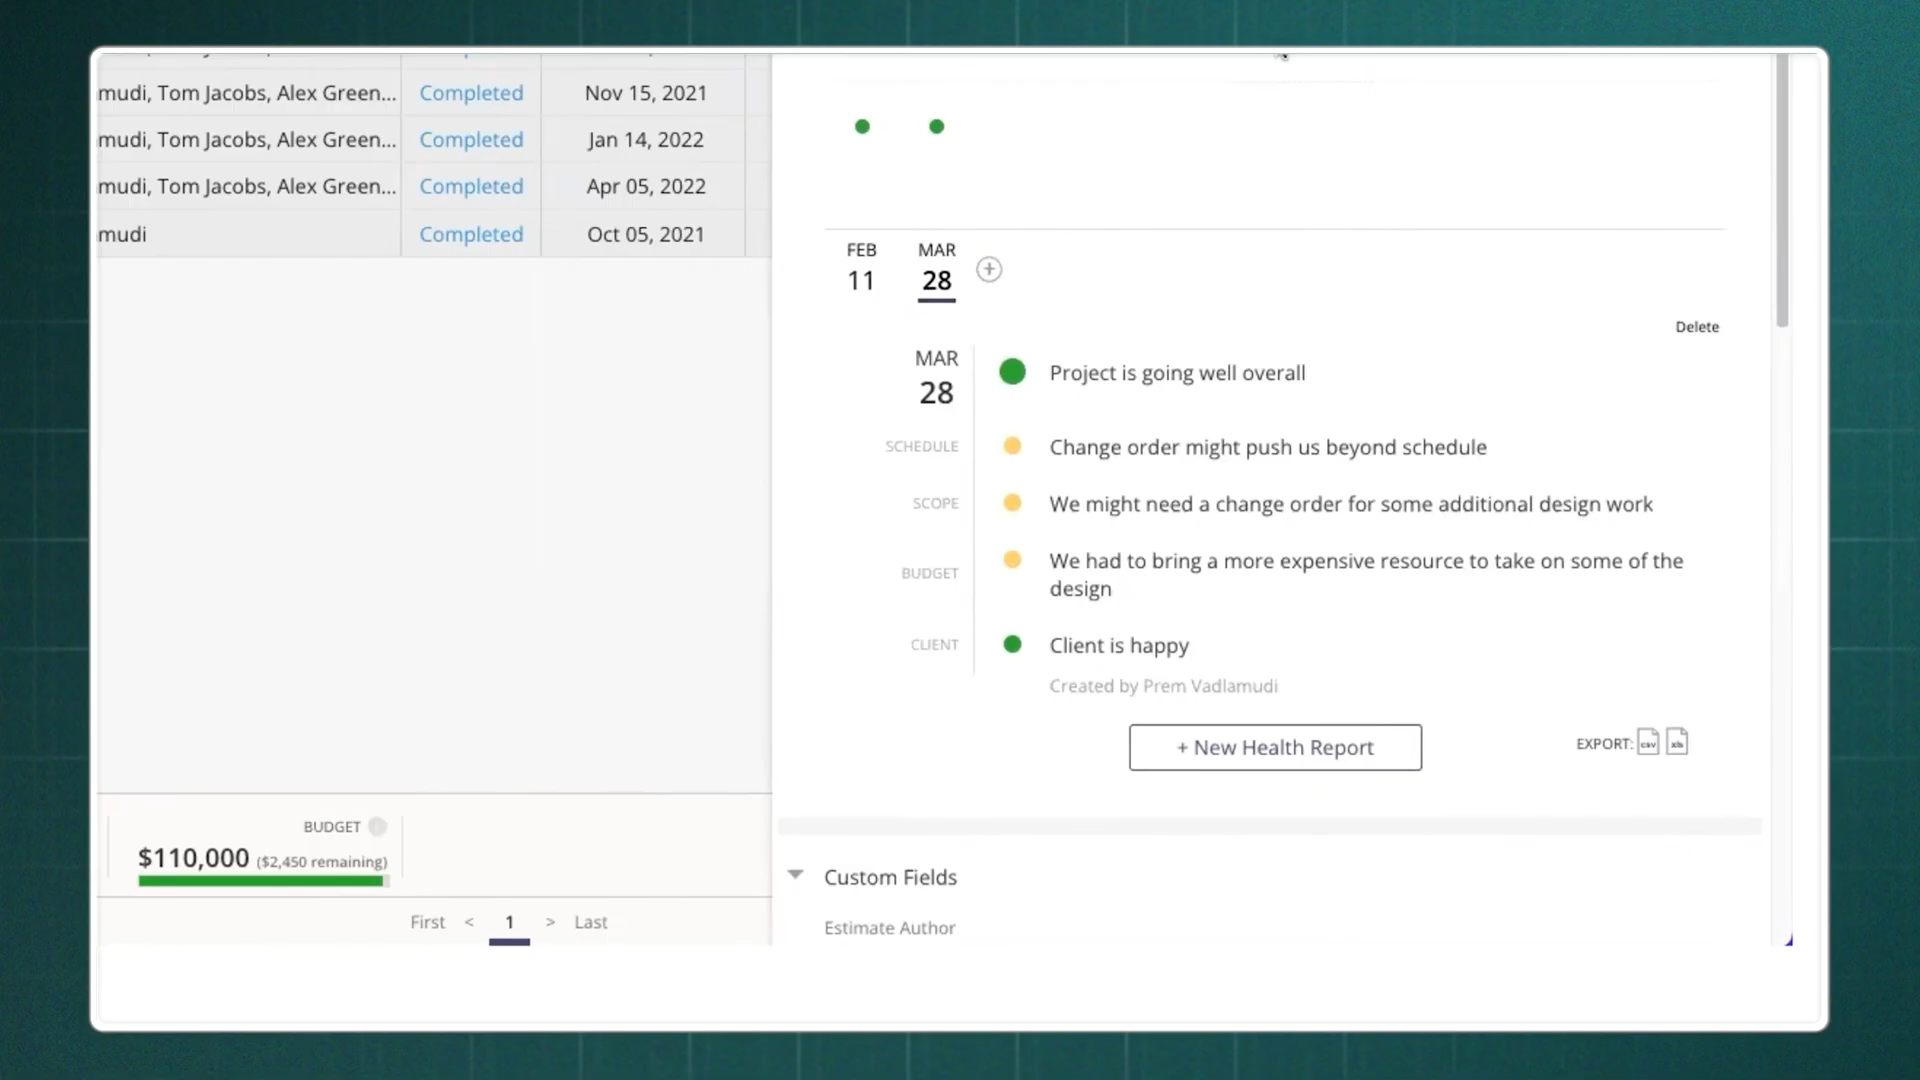 mudi, Tom Jacobs, Alex Green... Completed Nov 15, 2021
mudi, Tom Jacobs, Alex Green... Completed Jan 14, 2022
mudi, Tom Jacobs, Alex Green... Completed Apr 05, 2022
mudi Completed Oct 05, 2021
BUDGET
$110,000 ($2,450 remaining)
First < 1 > Last
FEB
11
MAR
28
Delete
MAR
28
Project is going well overall
SCHEDULE
Change order might push us beyond schedule
SCOPE
We might need a change order for some additional design work
BUDGET
We had to bring a more expensive resource to take on some of the
design
CLIENT
Client is happy
Created by Prem Vadlamudi
+ New Health Report
EXPORT: csv xls
Custom Fields
Estimate Author